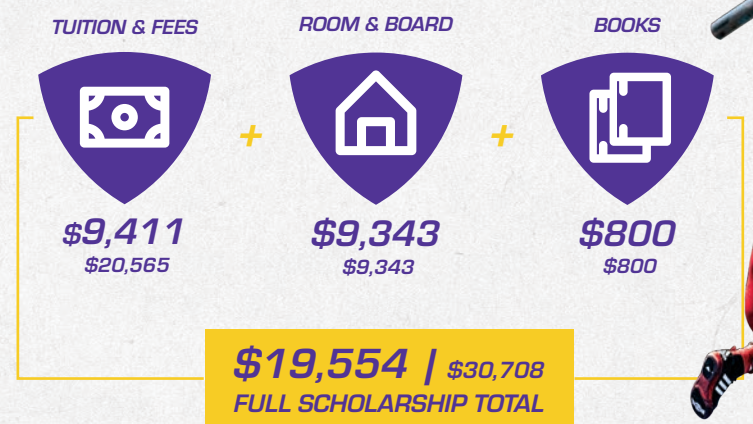 TUITION & FEES ROOM & BOARD BOOKS
+ +
$9,411 $9,343 $800
$20,565 $9,343 $800
$19,554 | $30,708
FULL SCHOLARSHIP TOTAL